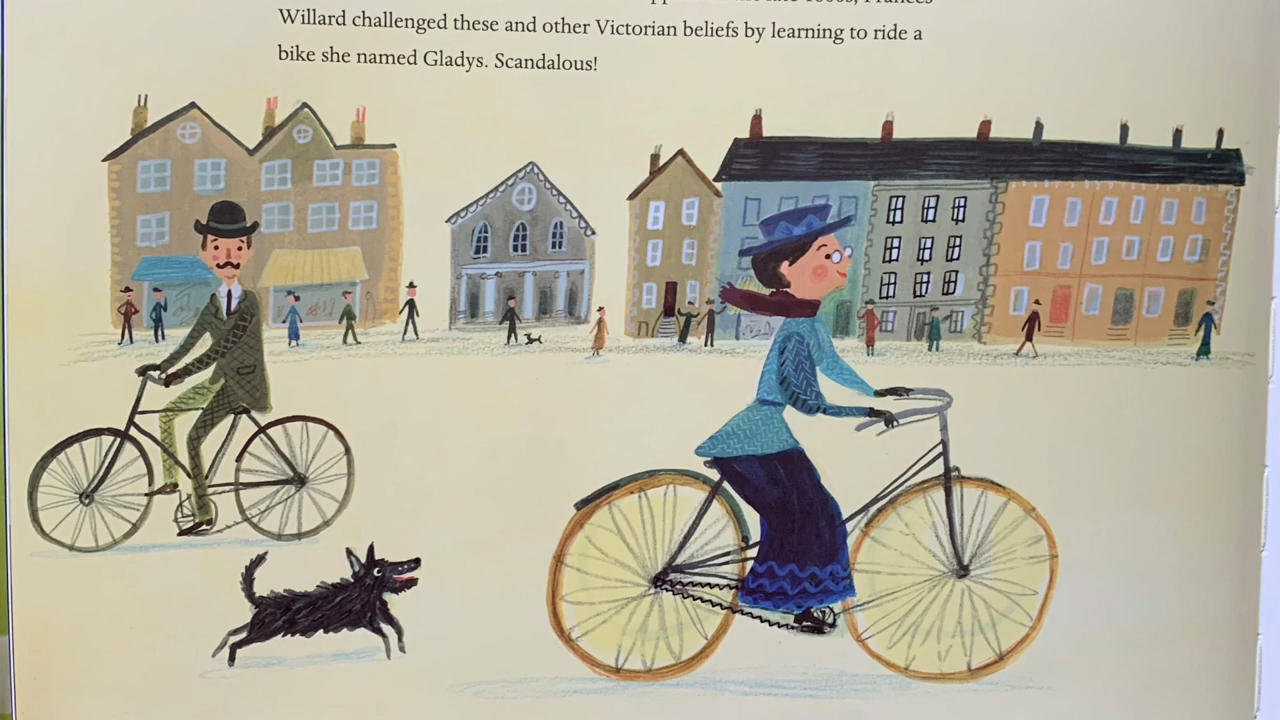 Willard challenged these and other Victorian beliefs by learning to ride a
bike she named Gladys. Scandalous!